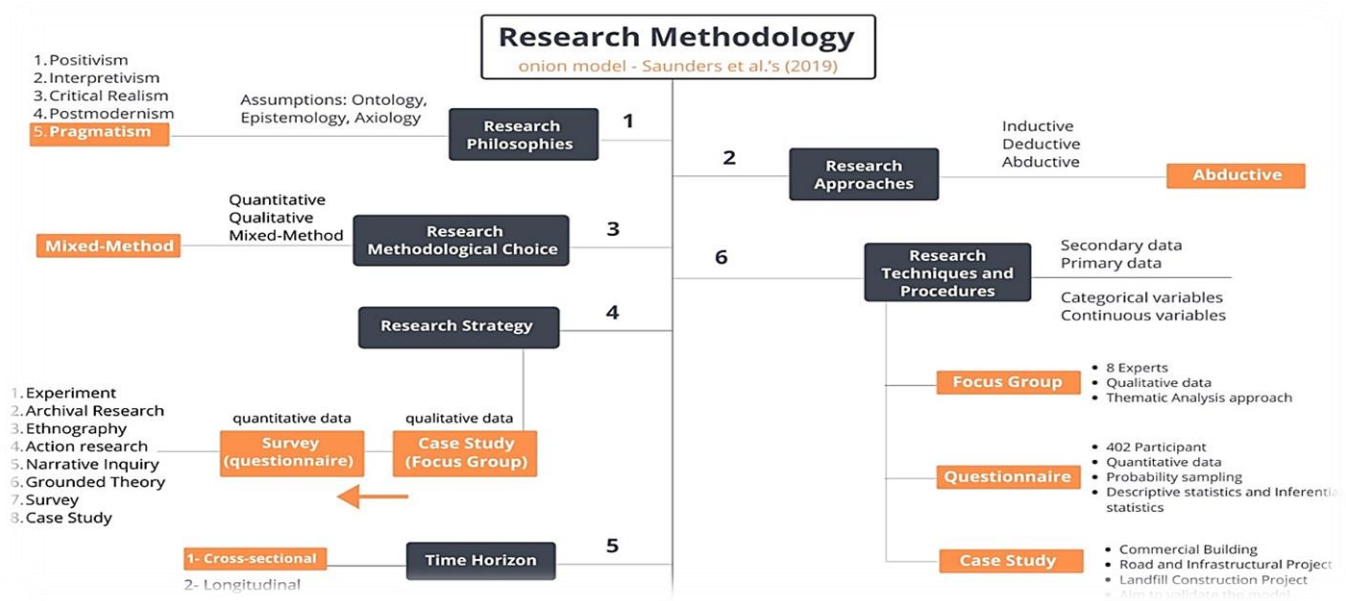 Research Methodology
onion model - Saunders et al.'s (2019)
1. Positivism
2. Interpretivism
3. Critical Realism
4. Postmodernism
5. Pragmatism
Assumptions: Ontology,
Epistemology, Axiology
Research
Philosophies
1
2
Research
Approaches
Inductive
Deductive
Abductive
Abductive
Mixed-Method
Quantitative
Qualitative
Mixed-Method
Research
Methodological Choice
3
Research Strategy
4
1. Experiment
2. Archival Research
3. Ethnography
4. Action research
5. Narrative Inquiry
6. Grounded Theory
7. Survey
8. Case Study
quantitative data
Survey
(questionnaire)
qualitative data
Case Study
(Focus Group)
1- Cross-sectional
2- Longitudinal
Time Horizon
5
6
Research
Techniques and
Procedures
Secondary data
Primary data
Categorical variables
Continuous variables
Focus Group
• 8 Experts
• Qualitative data
• Thematic Analysis approach
Questionnaire
• 402 Participant
• Quantitative data
• Probability sampling
• Descriptive statistics and Inferentia
statistics
Case Study
• Commercial Building
• Road and Infrastructural Project
• Landfill Construction Project
• Aim to validate the model